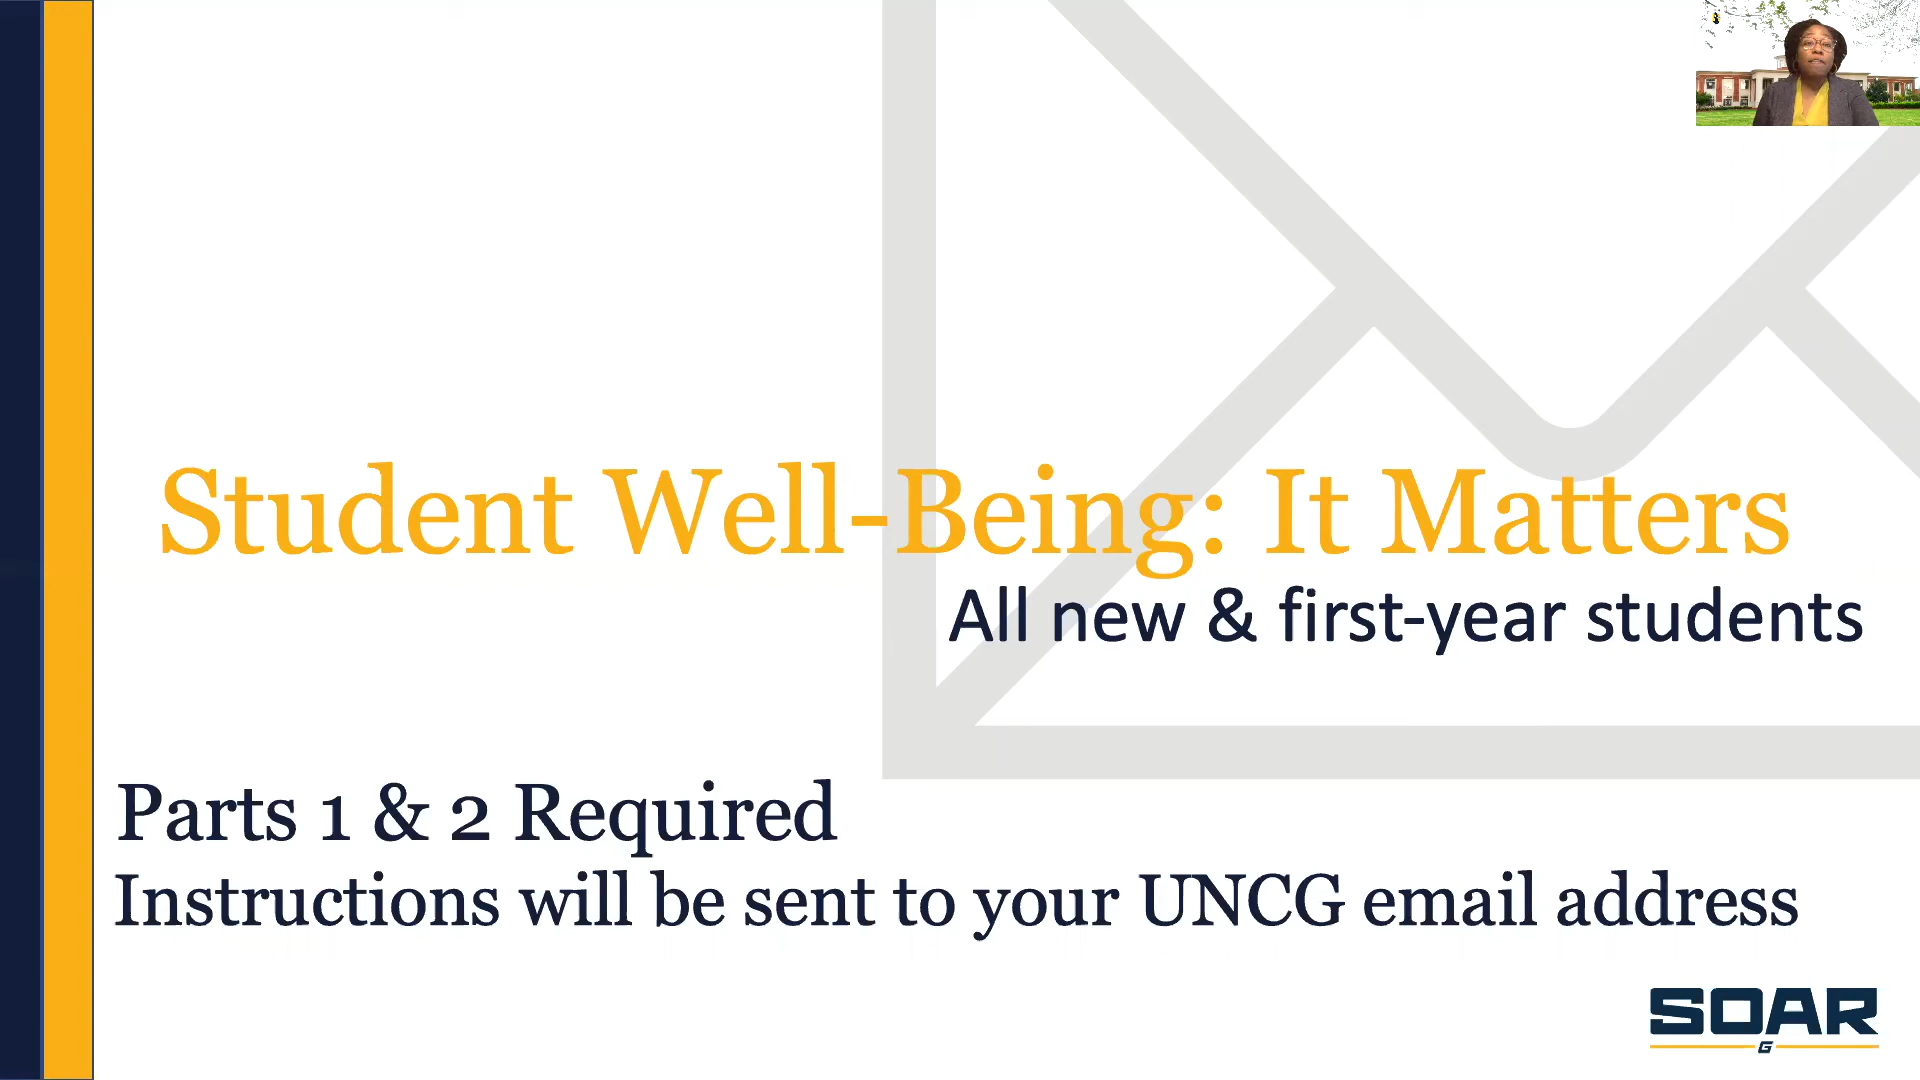 Student Well-Being: It Matters
All new & first-year students
Parts 1 & 2 Required
Instructions will be sent to your UNCG email address
SOAR
G